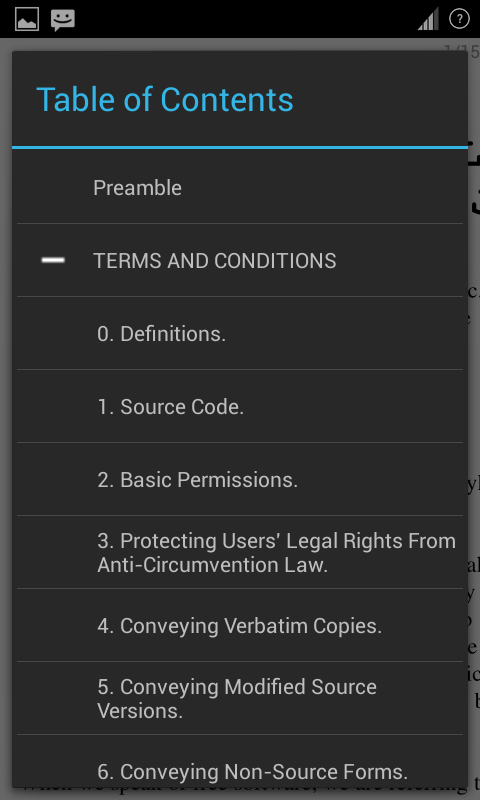 1/15
Table of Contents
Preamble
TERMS AND CONDITIONS
0. Definitions.
1. Source Code.
2. Basic Permissions.
3. Protecting Users' Legal Rights From
Anti-Circumvention Law.
4. Conveying Verbatim Copies.
5. Conveying Modified Source
Versions.
6. Conveying Non-Source Forms.